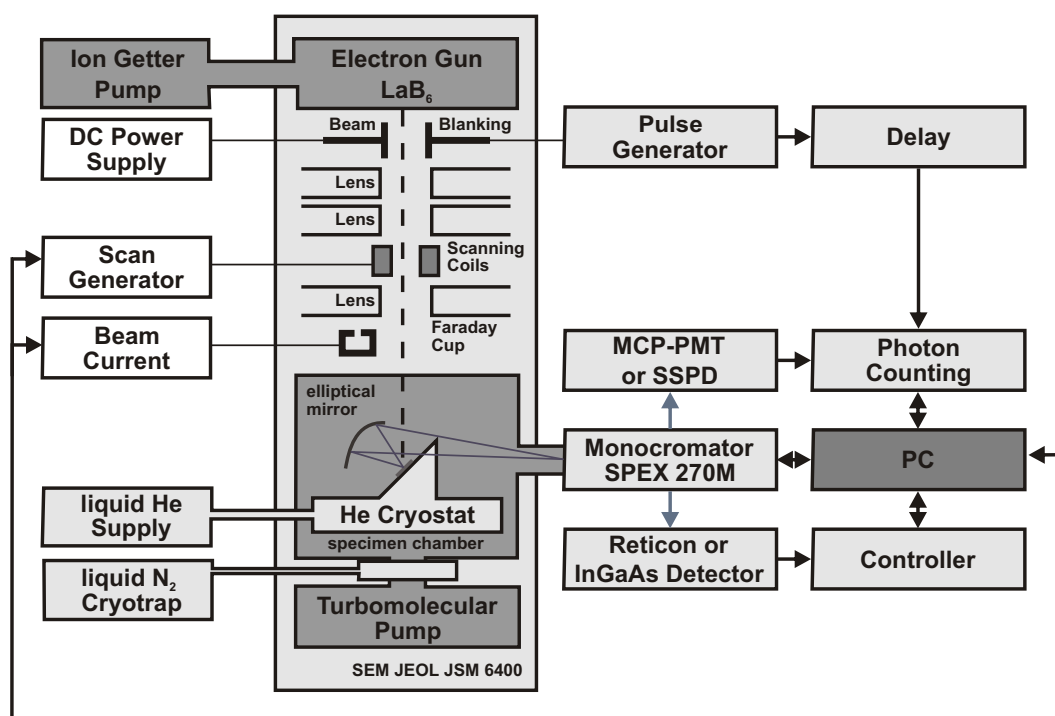 Ion Getter
Pump
Electron Gun
LaB₆
DC Power
Supply
Beam
Blanking
Pulse
Generator
Delay
Lens
Lens
Scan
Generator
Scanning
Coils
Lens
Beam
Current
Faraday
Cup
MCP-PMT
or SSPD
Photon
Counting
elliptical
mirror
Monocromator
SPEX 270M
PC
liquid He
Supply
He Cryostat
specimen chamber
Reticon or
InGaAs Detector
Controller
liquid N₂
Cryotrap
Turbomolecular
Pump
SEM JEOL JSM 6400